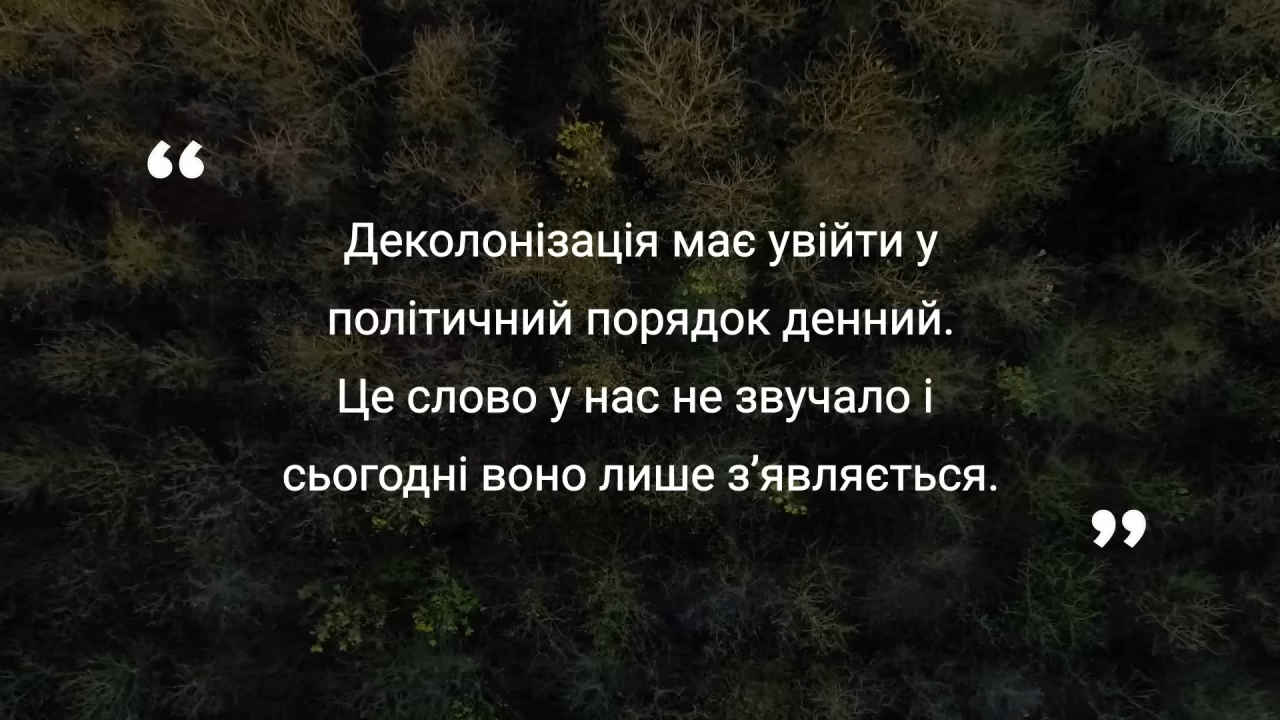 “
Деколонізація має увійти у
політичний порядок денний.
Це слово у нас не звучало і
сьогодні воно лише з’являється.
”